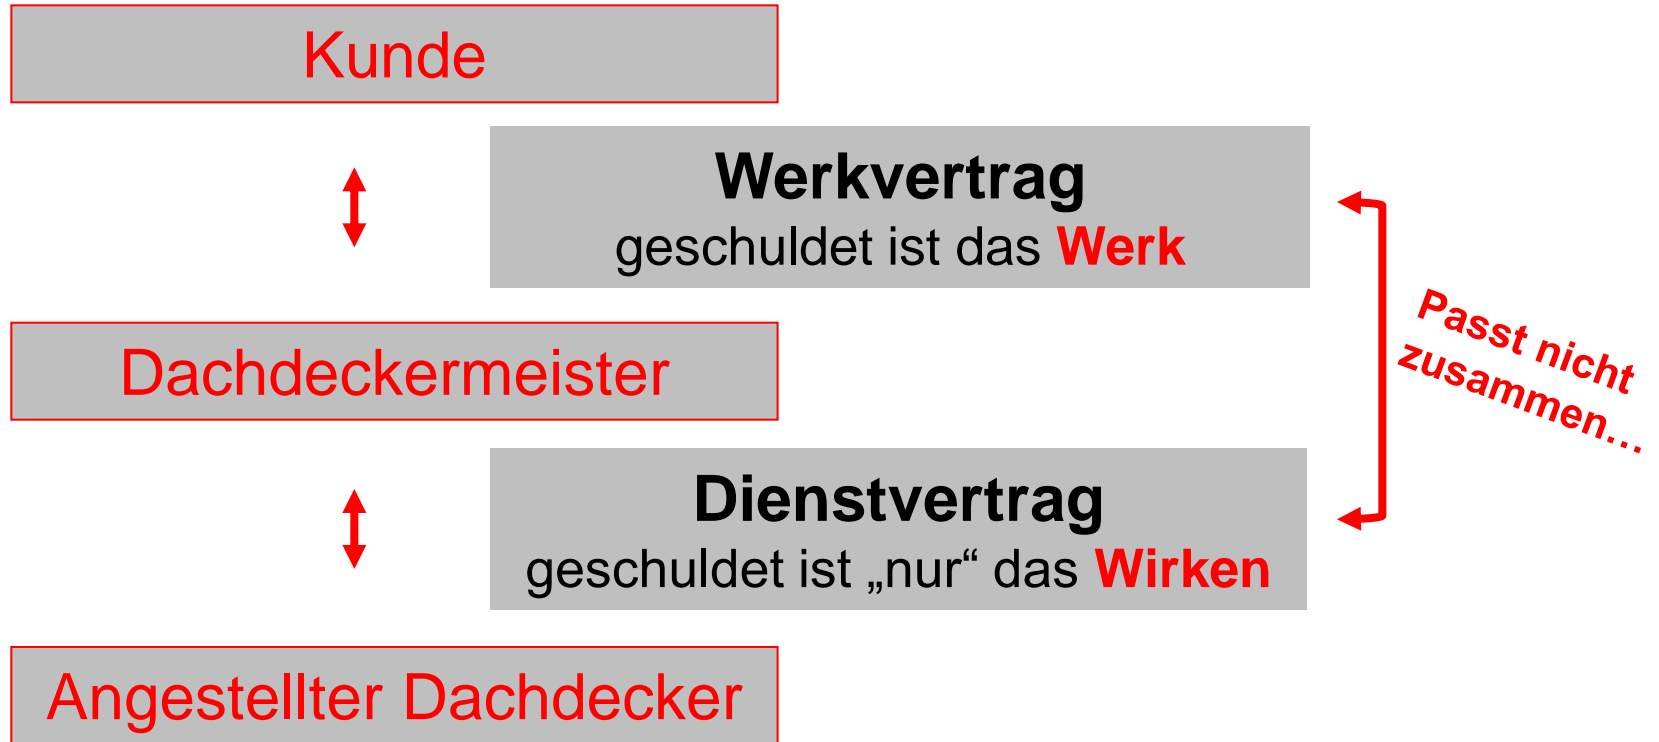 Kunde
Werkvertrag
geschuldet ist das Werk
Dachdeckermeister
Passt nicht
zusammen…
Dienstvertrag
geschuldet ist „nur“ das Wirken
Angestellter Dachdecker